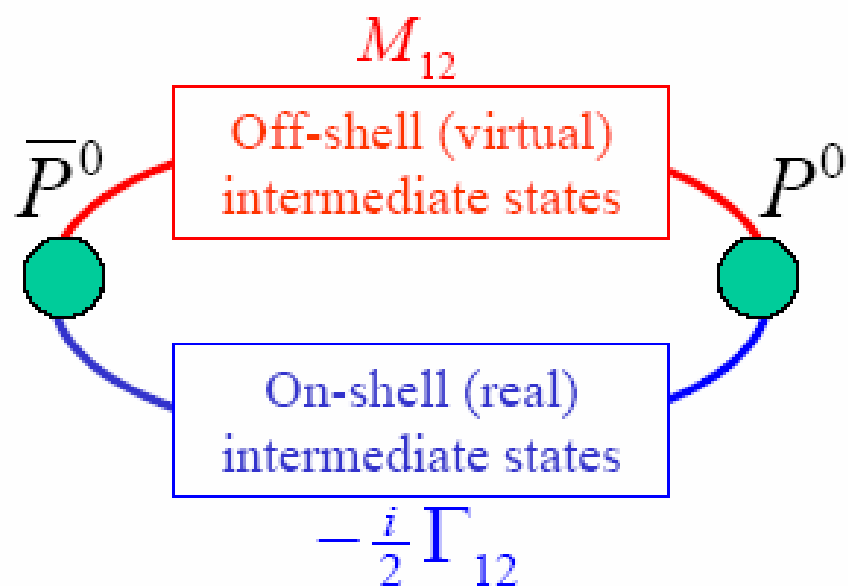 M₁₂
Off-shell (virtual)
intermediate states
P̅⁰ P⁰
On-shell (real)
intermediate states
−i/2 Γ₁₂